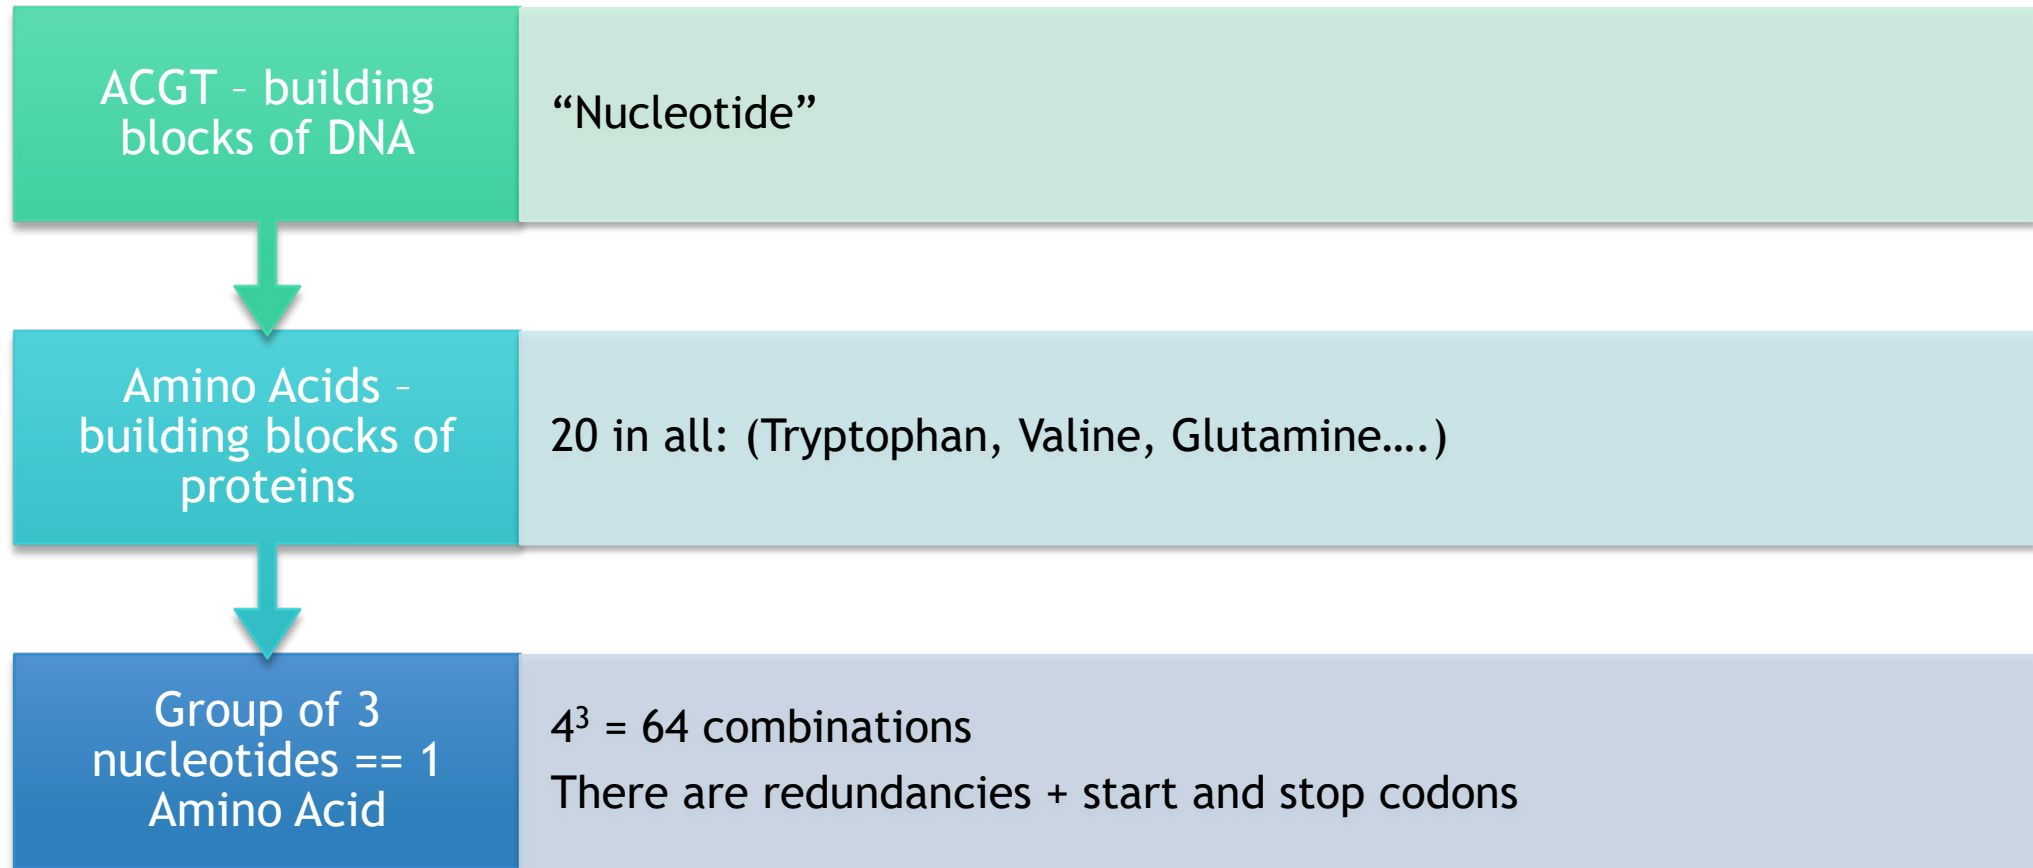 ACGT – building
blocks of DNA
“Nucleotide”
Amino Acids –
building blocks of
proteins
20 in all: (Tryptophan, Valine, Glutamine….)
Group of 3
nucleotides == 1
Amino Acid
4³ = 64 combinations
There are redundancies + start and stop codons